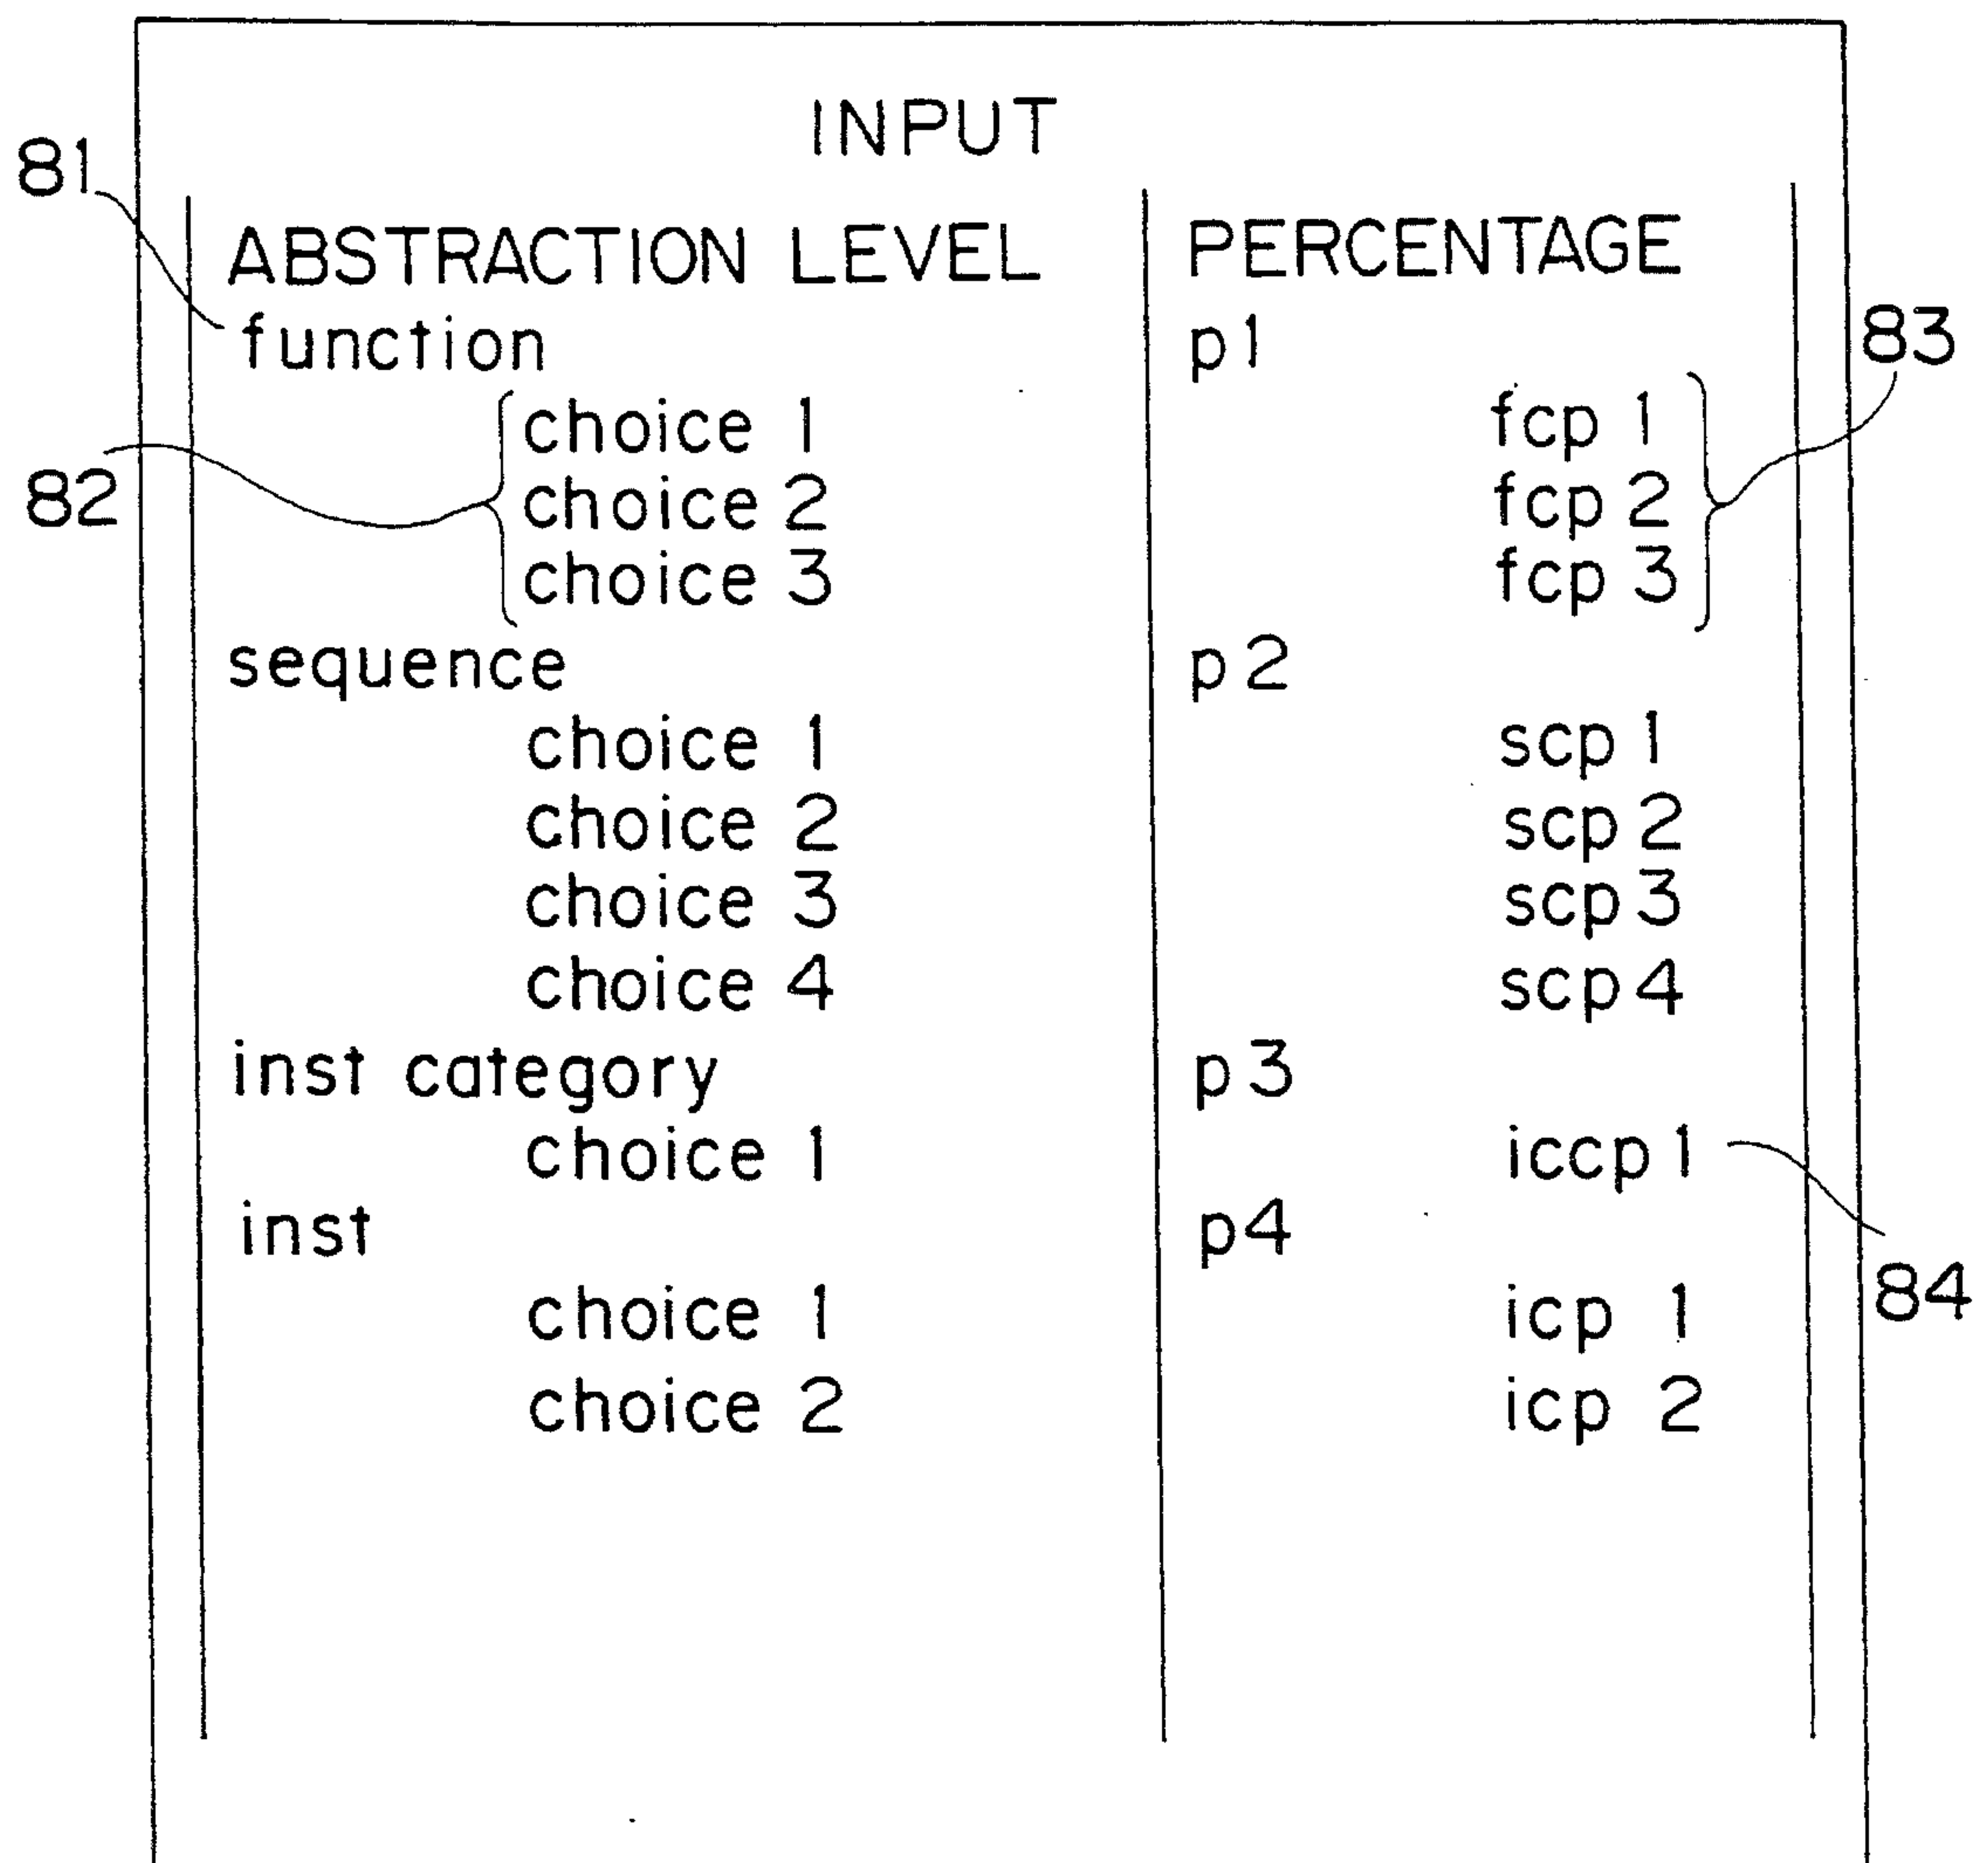 INPUT
81
ABSTRACTION LEVEL PERCENTAGE
function p1 83
choice 1 fcp 1
82 choice 2 fcp 2
choice 3 fcp 3
sequence p2
choice 1 scp 1
choice 2 scp 2
choice 3 scp 3
choice 4 scp 4
inst category p3
choice 1 iccp 1
inst p4
84
choice 1 icp 1
choice 2 icp 2